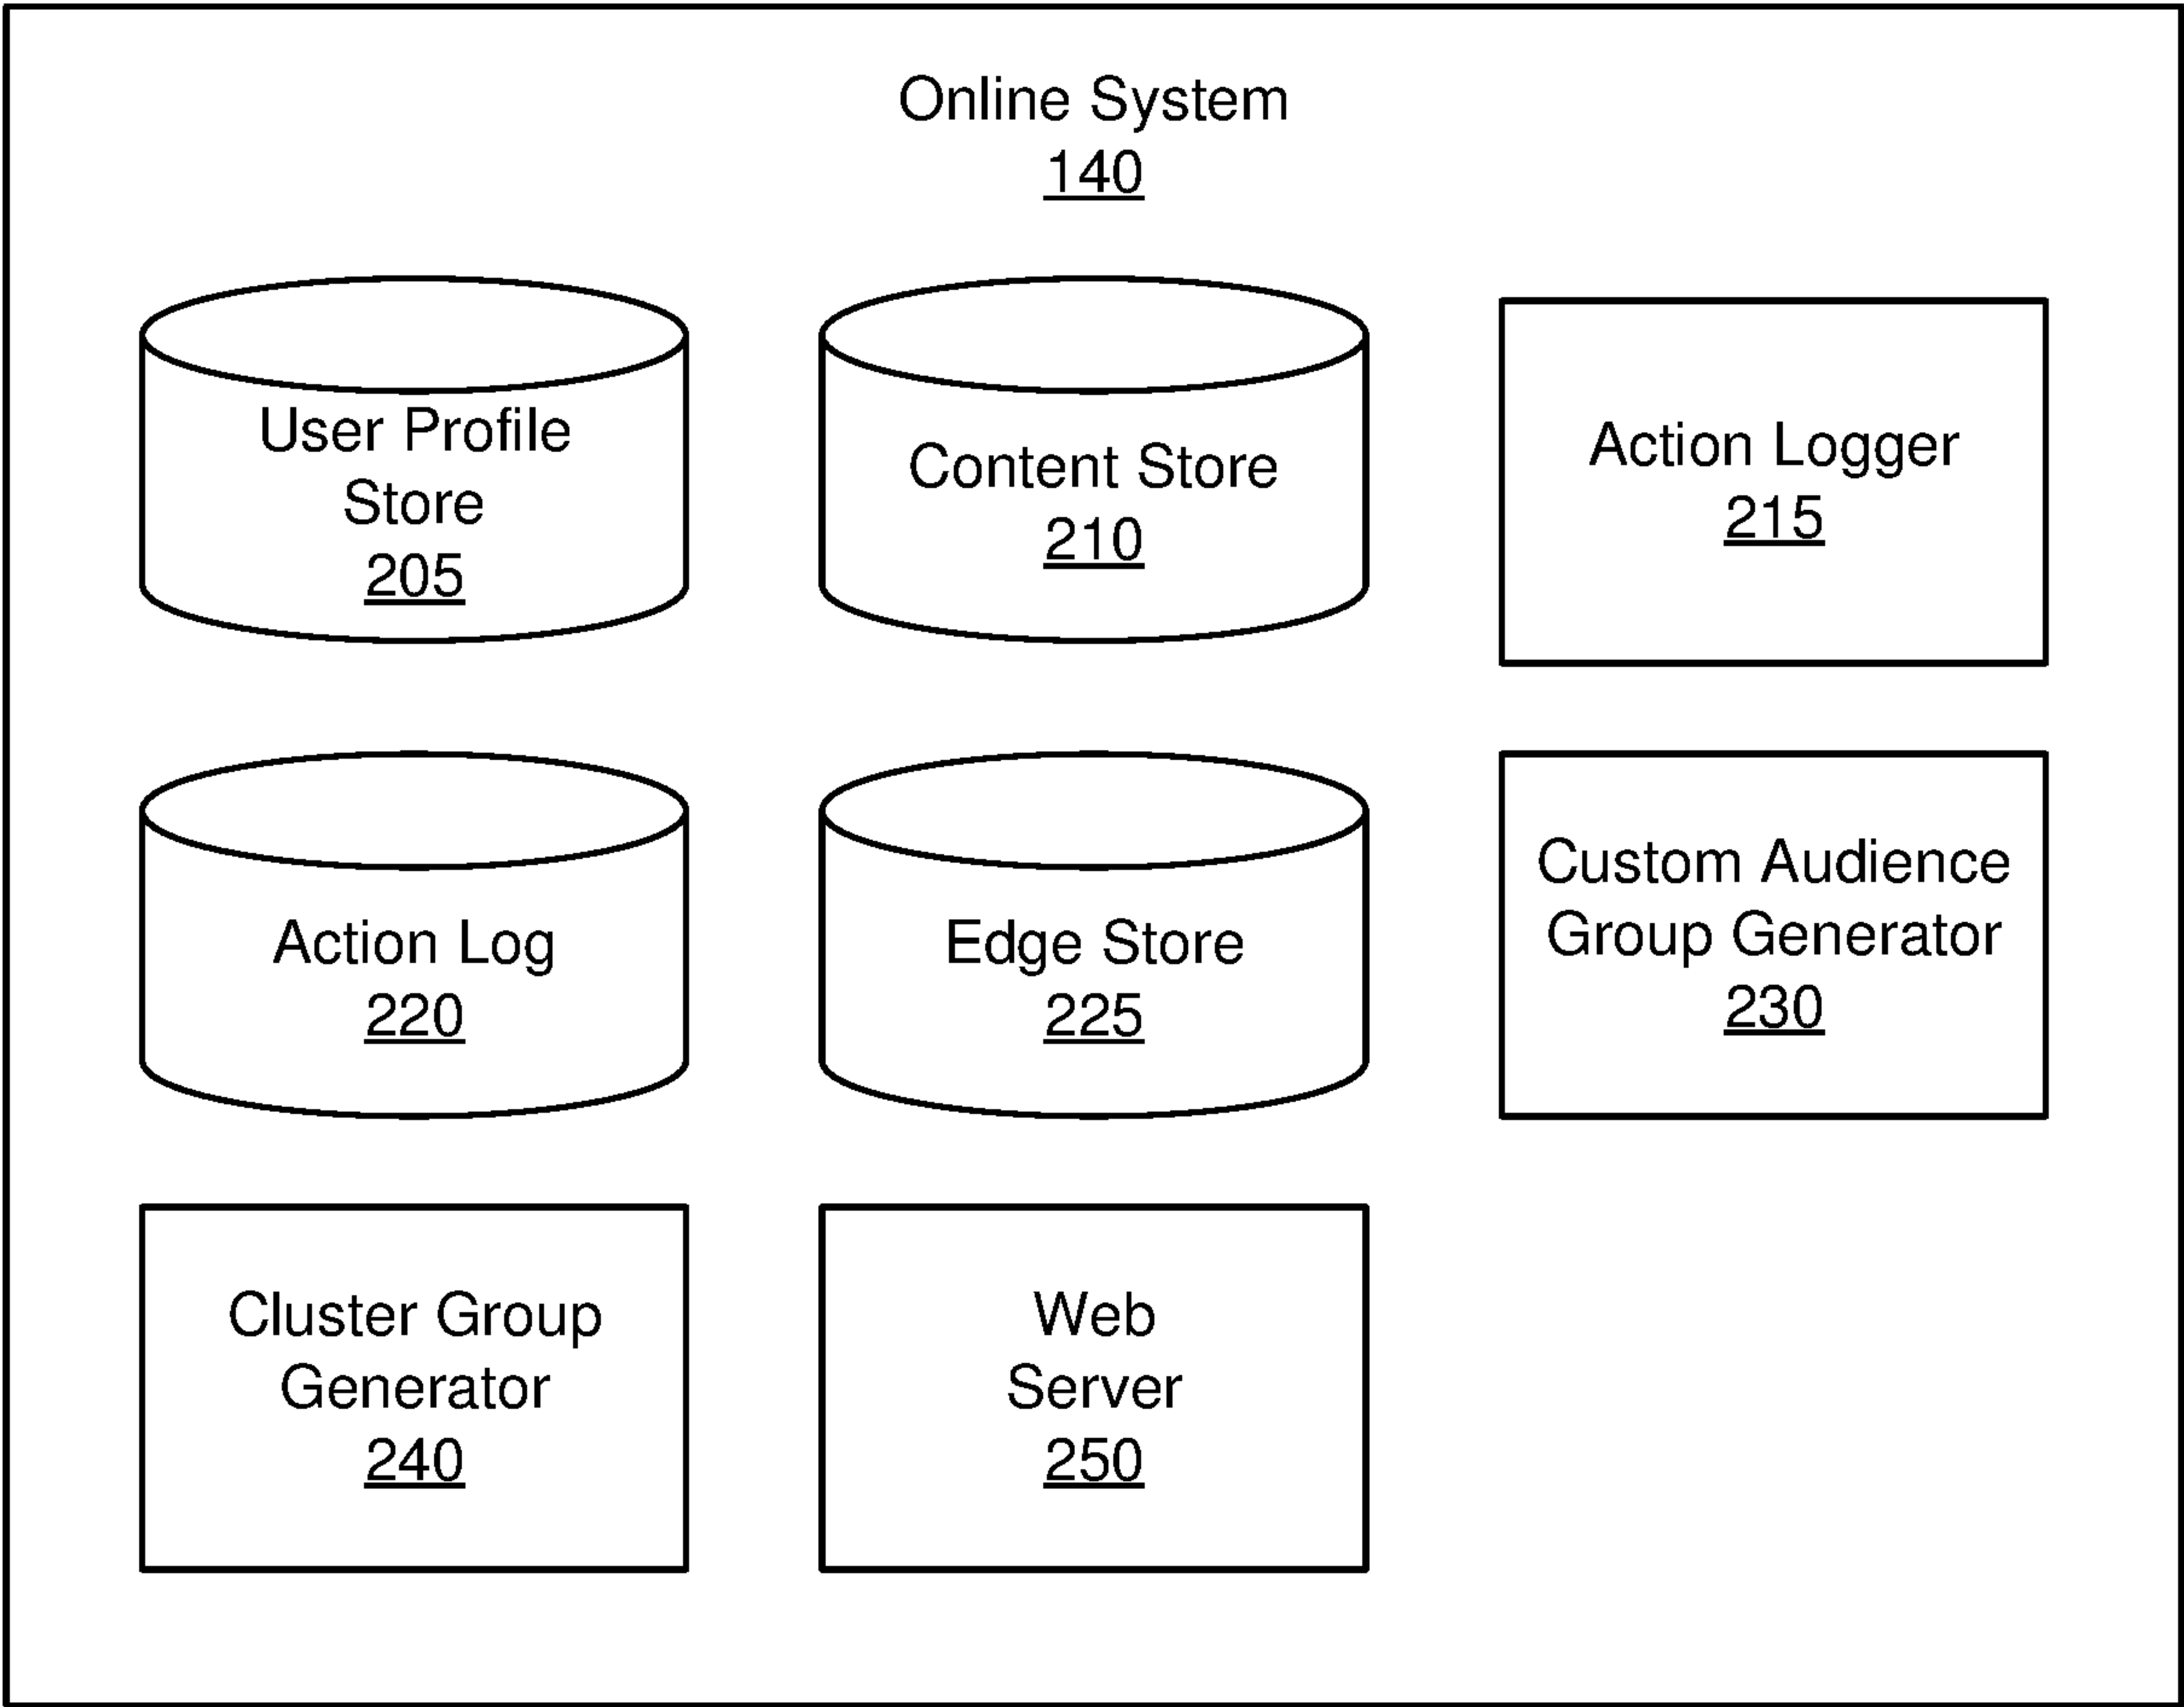 Online System
140
User Profile
Store
205
Content Store
210
Action Logger
215
Action Log
220
Edge Store
225
Custom Audience
Group Generator
230
Cluster Group
Generator
240
Web
Server
250